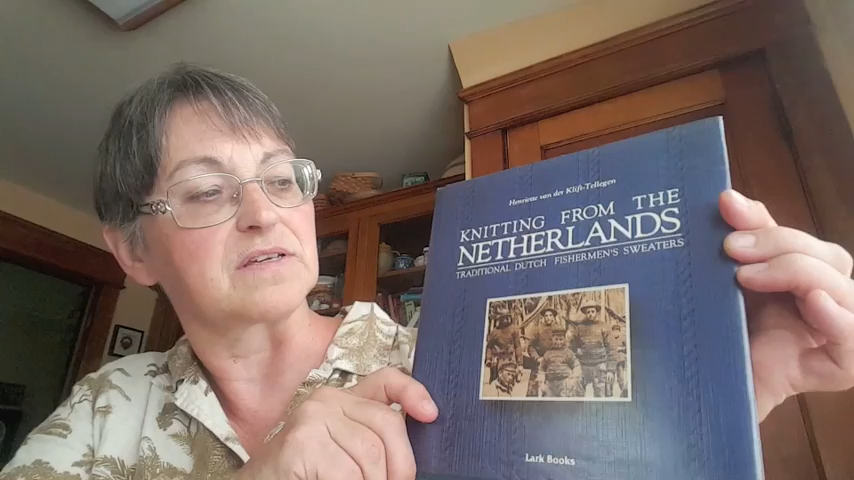 Henriette van der Klift-Tellegen
KNITTING FROM THE
NETHERLANDS
TRADITIONAL DUTCH FISHERMEN'S SWEATERS
Lark Books